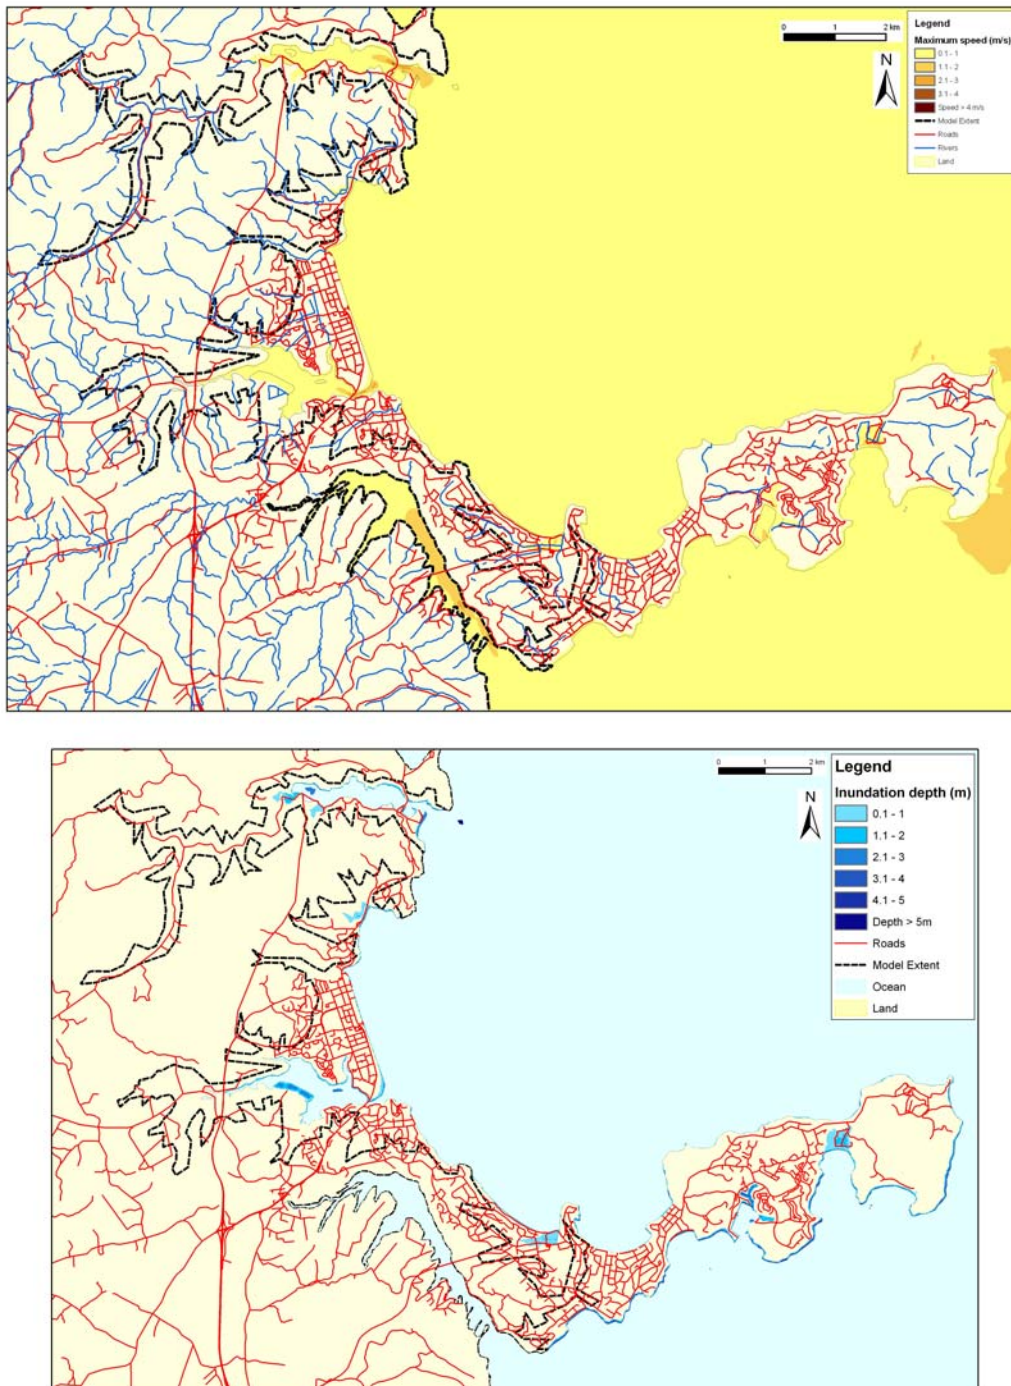 0 1 2 km
N
Legend
Maximum speed (m/s)
0.1 - 1
1.1 - 2
2.1 - 3
3.1 - 4
Speed > 4 m/s
Model Extent
Roads
Rivers
Land
0 1 2 km
N
Legend
Inundation depth (m)
0.1 - 1
1.1 - 2
2.1 - 3
3.1 - 4
4.1 - 5
Depth > 5m
Roads
Model Extent
Ocean
Land